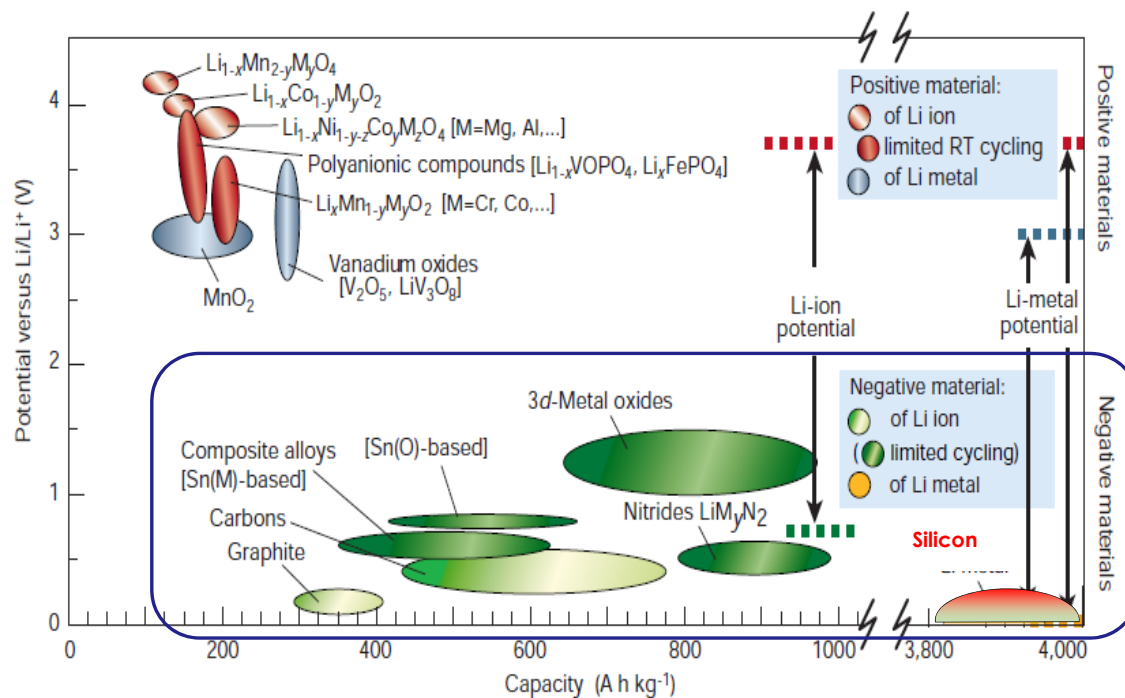 Potential versus Li/Li⁺ (V)
4
3
2
1
0
Li₁₋ₓMn₂₋yMyO₄
Li₁₋ₓCo₁₋yMyO₂
Li₁₋ₓNi₁₋y₋zCoyMzO₄ [M=Mg, Al,...]
Polyanionic compounds [Li₁₋ₓVOPO₄, LiₓFePO₄]
LiₓMn₁₋yMyO₂ [M=Cr, Co,...]
Vanadium oxides
[V₂O₅, LiV₃O₈]
MnO₂
Positive material:
of Li ion
limited RT cycling
of Li metal
Positive materials
Li-ion
potential
Li-metal
potential
Negative material:
of Li ion
( limited cycling)
of Li metal
Negative materials
3d-Metal oxides
[Sn(O)-based]
Composite alloys
[Sn(M)-based]
Carbons
Graphite
Nitrides LiMyN₂
Silicon
0 200 400 600 800 1000 3,800 4,000
Capacity (A h kg⁻¹)